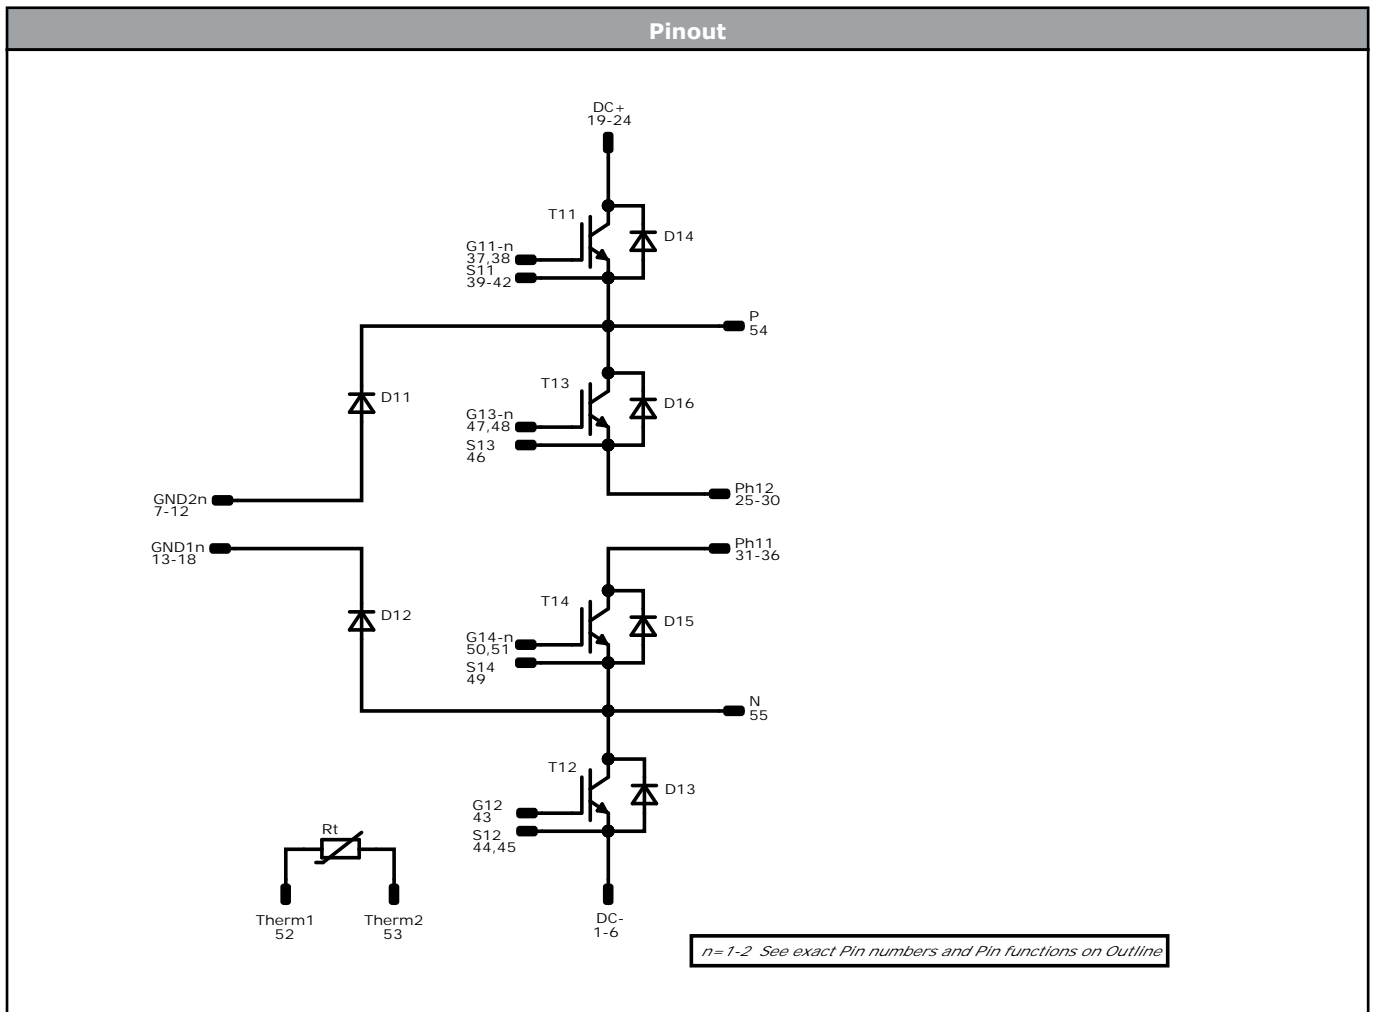 Pinout
DC+
19-24
T11
D14
G11-n
37,38
S11
39-42
P
54
T13
D16
D11
G13-n
47,48
S13
46
GND2n
7-12
Ph12
25-30
GND1n
13-18
Ph11
31-36
T14
D15
D12
G14-n
50,51
S14
49
N
55
T12
D13
G12
43
S12
44,45
Rt
Therm1
52
Therm2
53
DC-
1-6
n=1-2 See exact Pin numbers and Pin functions on Outline